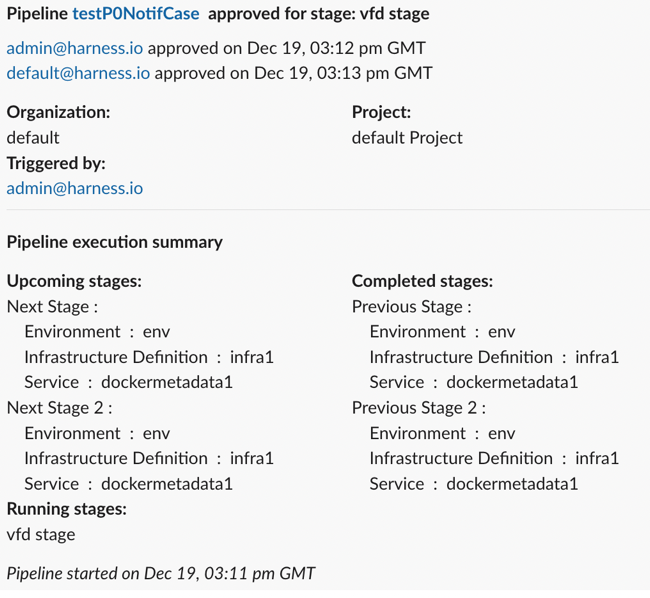 Pipeline testP0NotifCase approved for stage: vfd stage
admin@harness.io approved on Dec 19, 03:12 pm GMT
default@harness.io approved on Dec 19, 03:13 pm GMT
Organization:
default
Project:
default Project
Triggered by:
admin@harness.io
Pipeline execution summary
Upcoming stages:
Next Stage :
Environment : env
Infrastructure Definition : infra1
Service : dockermetadata1
Next Stage 2 :
Environment : env
Infrastructure Definition : infra1
Service : dockermetadata1
Completed stages:
Previous Stage :
Environment : env
Infrastructure Definition : infra1
Service : dockermetadata1
Previous Stage 2 :
Environment : env
Infrastructure Definition : infra1
Service : dockermetadata1
Running stages:
vfd stage
Pipeline started on Dec 19, 03:11 pm GMT